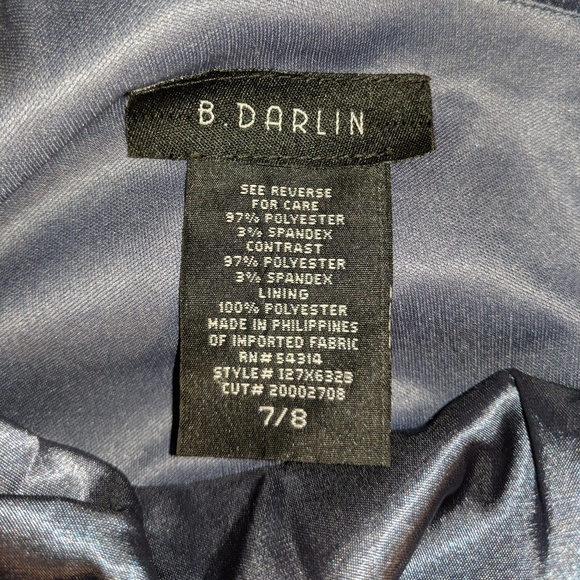 B.DARLIN
SEE REVERSE
FOR CARE
97% POLYESTER
3% SPANDEX
CONTRAST
97% POLYESTER
3% SPANDEX
LINING
100% POLYESTER
MADE IN PHILIPPINES
OF IMPORTED FABRIC
RN# 54314
STYLE# 127X6323
CUT# 20002708
7/8